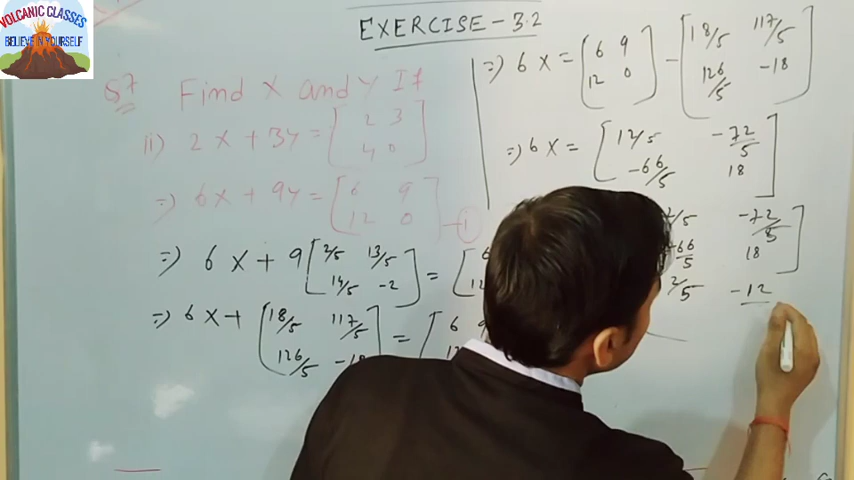 VOLCANIC CLASSES
BELIEVE IN YOURSELF
EXERCISE - 3.2
Q7 Find X and Y If
ii) 2X + 3Y = [ 2 3
4 0 ]
=) 6X + 9Y = [ 6 9
12 0 ] - i
=) 6X + 9 [ 2/5 13/5
14/5 -2 ] = [
=) 6X + [ 18/5 117/5
126/5 -18 ] = [ 6
=) 6X = [ 6 9
12 0 ] - [ 18/5 117/5
126/5 -18 ]
=) 6X = [ 12/5 -72/5
-66/5 18 ]
/5 -72/5
-66/5 18 ]
2/5 -12